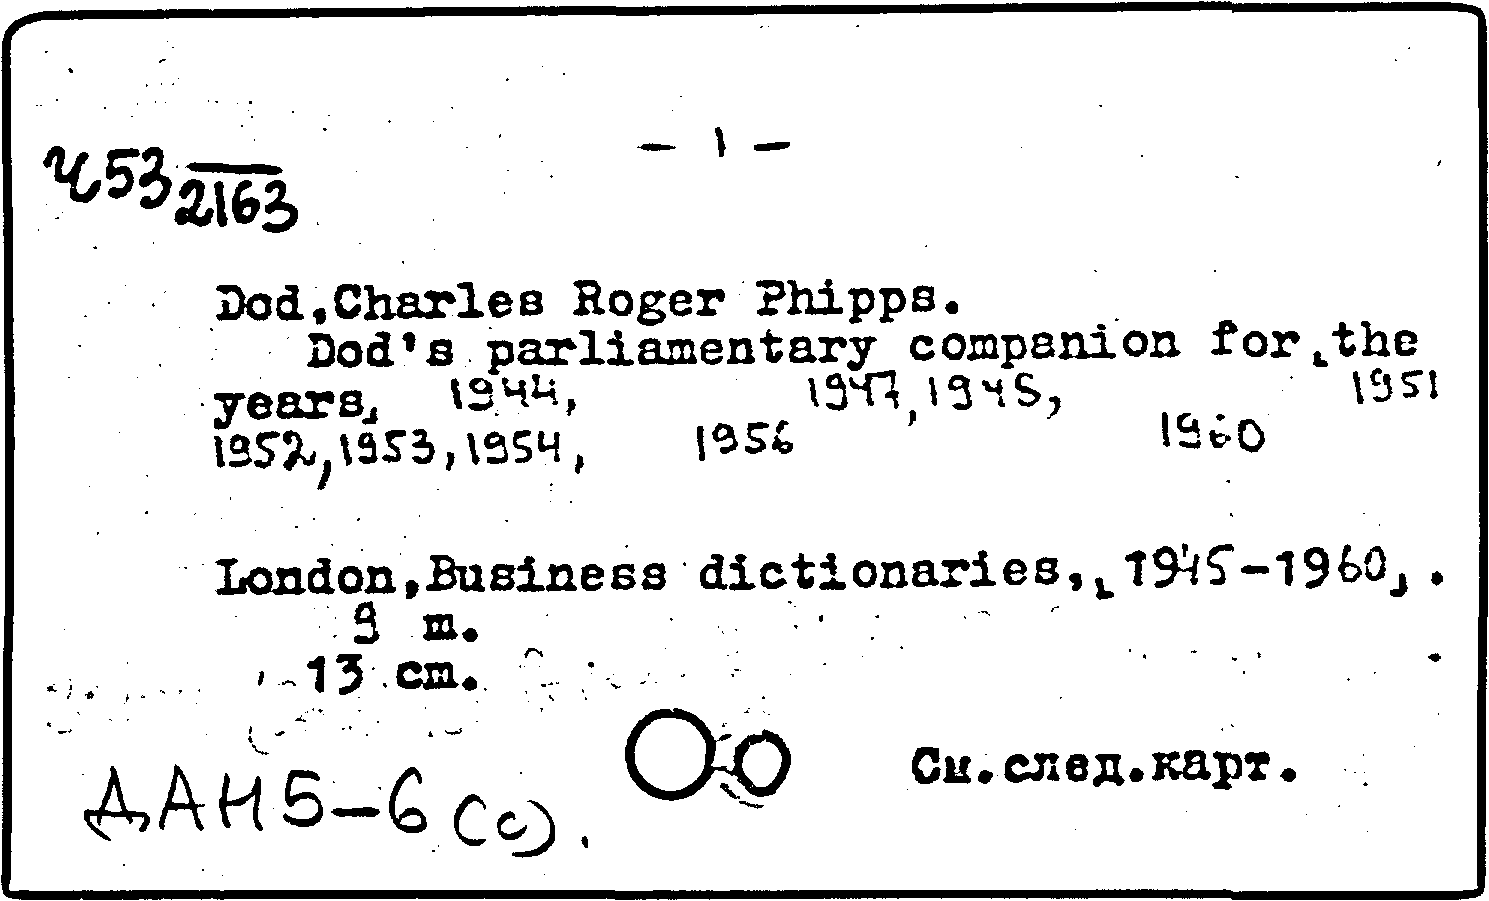 - 1 -
Ч53 2163
Dod,Charles Roger Phipps.
Dod's parliamentary companion for the
years 1944, 1947, 1948, 1951
1952, 1953, 1954, 1956 1960
London,Business dictionaries, 1945-1960 .
9 m.
13 cm.
См.след.карт.
ДАН5-6 (с).